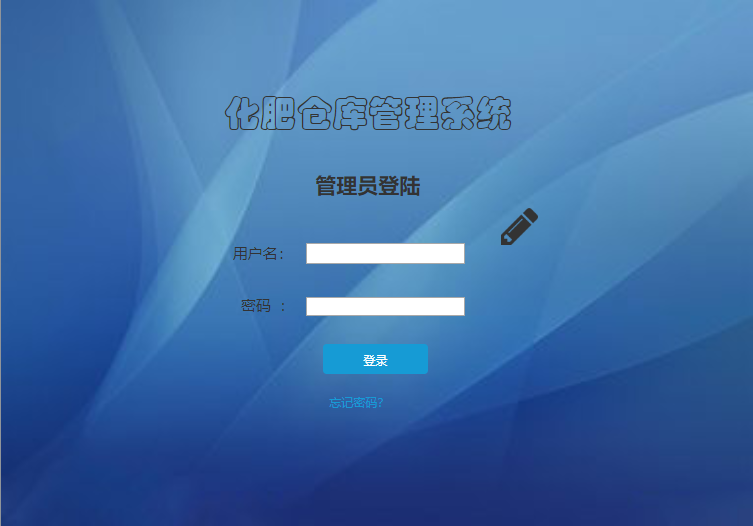 化肥仓库管理系统
管理员登陆
用户名：
密码 ：
登录
忘记密码?